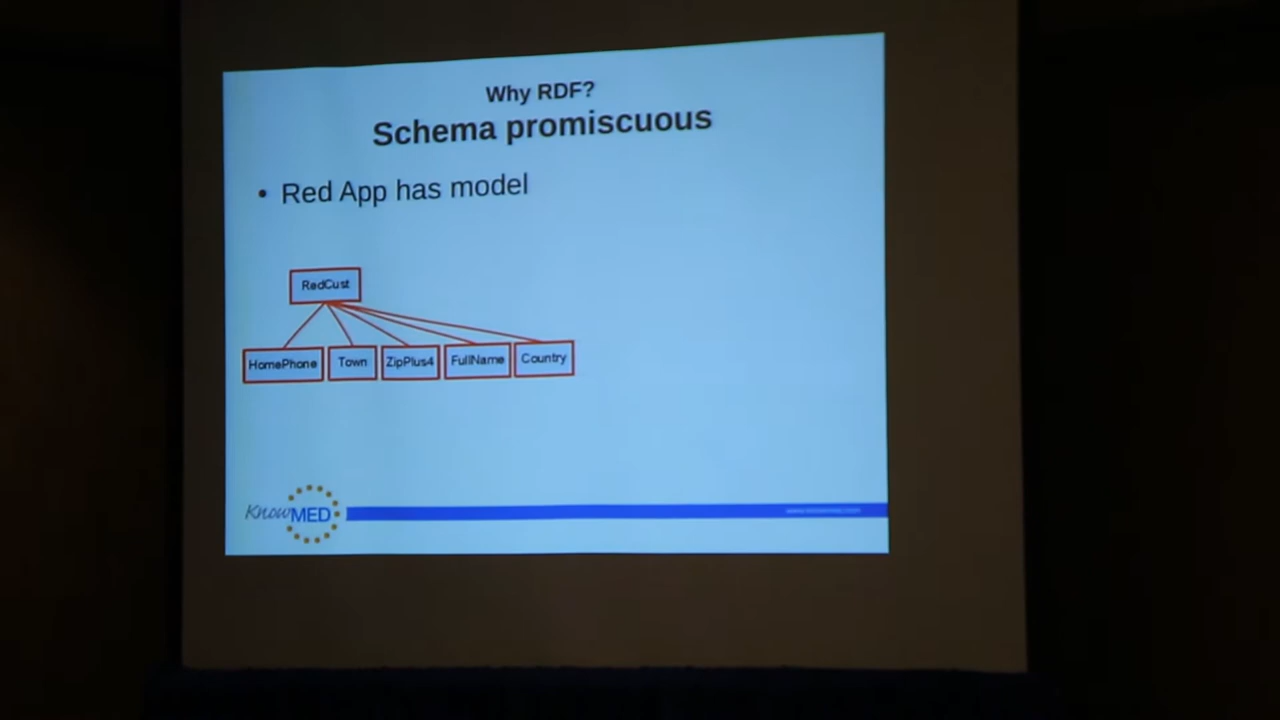 Why RDF?
Schema promiscuous
• Red App has model
RedCust
HomePhone Town ZipPlus4 FullName Country
KnowMED